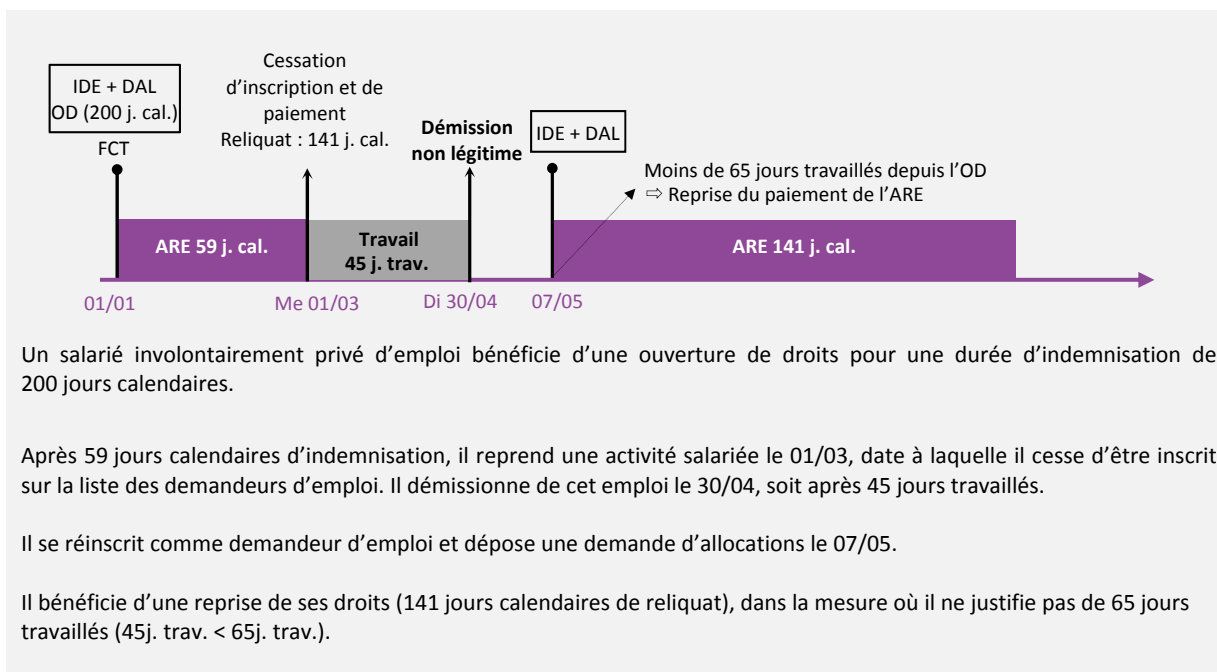 IDE + DAL
OD (200 j. cal.)
FCT
Cessation
d’inscription et de
paiement
Reliquat : 141 j. cal.
Démission
non légitime
IDE + DAL
Moins de 65 jours travaillés depuis l’OD
⇨ Reprise du paiement de l’ARE
ARE 59 j. cal.
Travail
45 j. trav.
ARE 141 j. cal.
01/01
Me 01/03
Di 30/04
07/05
Un salarié involontairement privé d’emploi bénéficie d’une ouverture de droits pour une durée d’indemnisation de
200 jours calendaires.
Après 59 jours calendaires d’indemnisation, il reprend une activité salariée le 01/03, date à laquelle il cesse d’être inscrit
sur la liste des demandeurs d’emploi. Il démissionne de cet emploi le 30/04, soit après 45 jours travaillés.
Il se réinscrit comme demandeur d’emploi et dépose une demande d’allocations le 07/05.
Il bénéficie d’une reprise de ses droits (141 jours calendaires de reliquat), dans la mesure où il ne justifie pas de 65 jours
travaillés (45j. trav. < 65j. trav.).